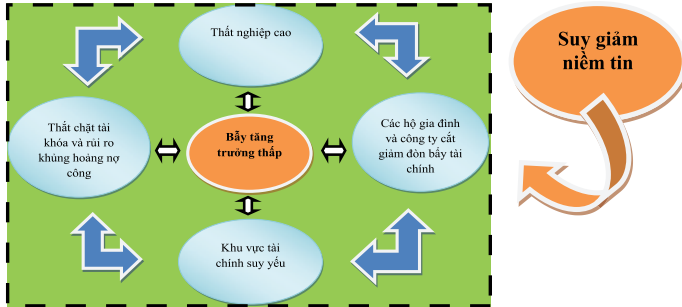 Thất nghiệp cao
Suy giảm
niềm tin
Thắt chặt tài
khóa và rủi ro
khủng hoảng nợ
công
Bẫy tăng
trưởng thấp
Các hộ gia đình
và công ty cắt
giảm đòn bẩy tài
chính
Khu vực tài
chính suy yếu